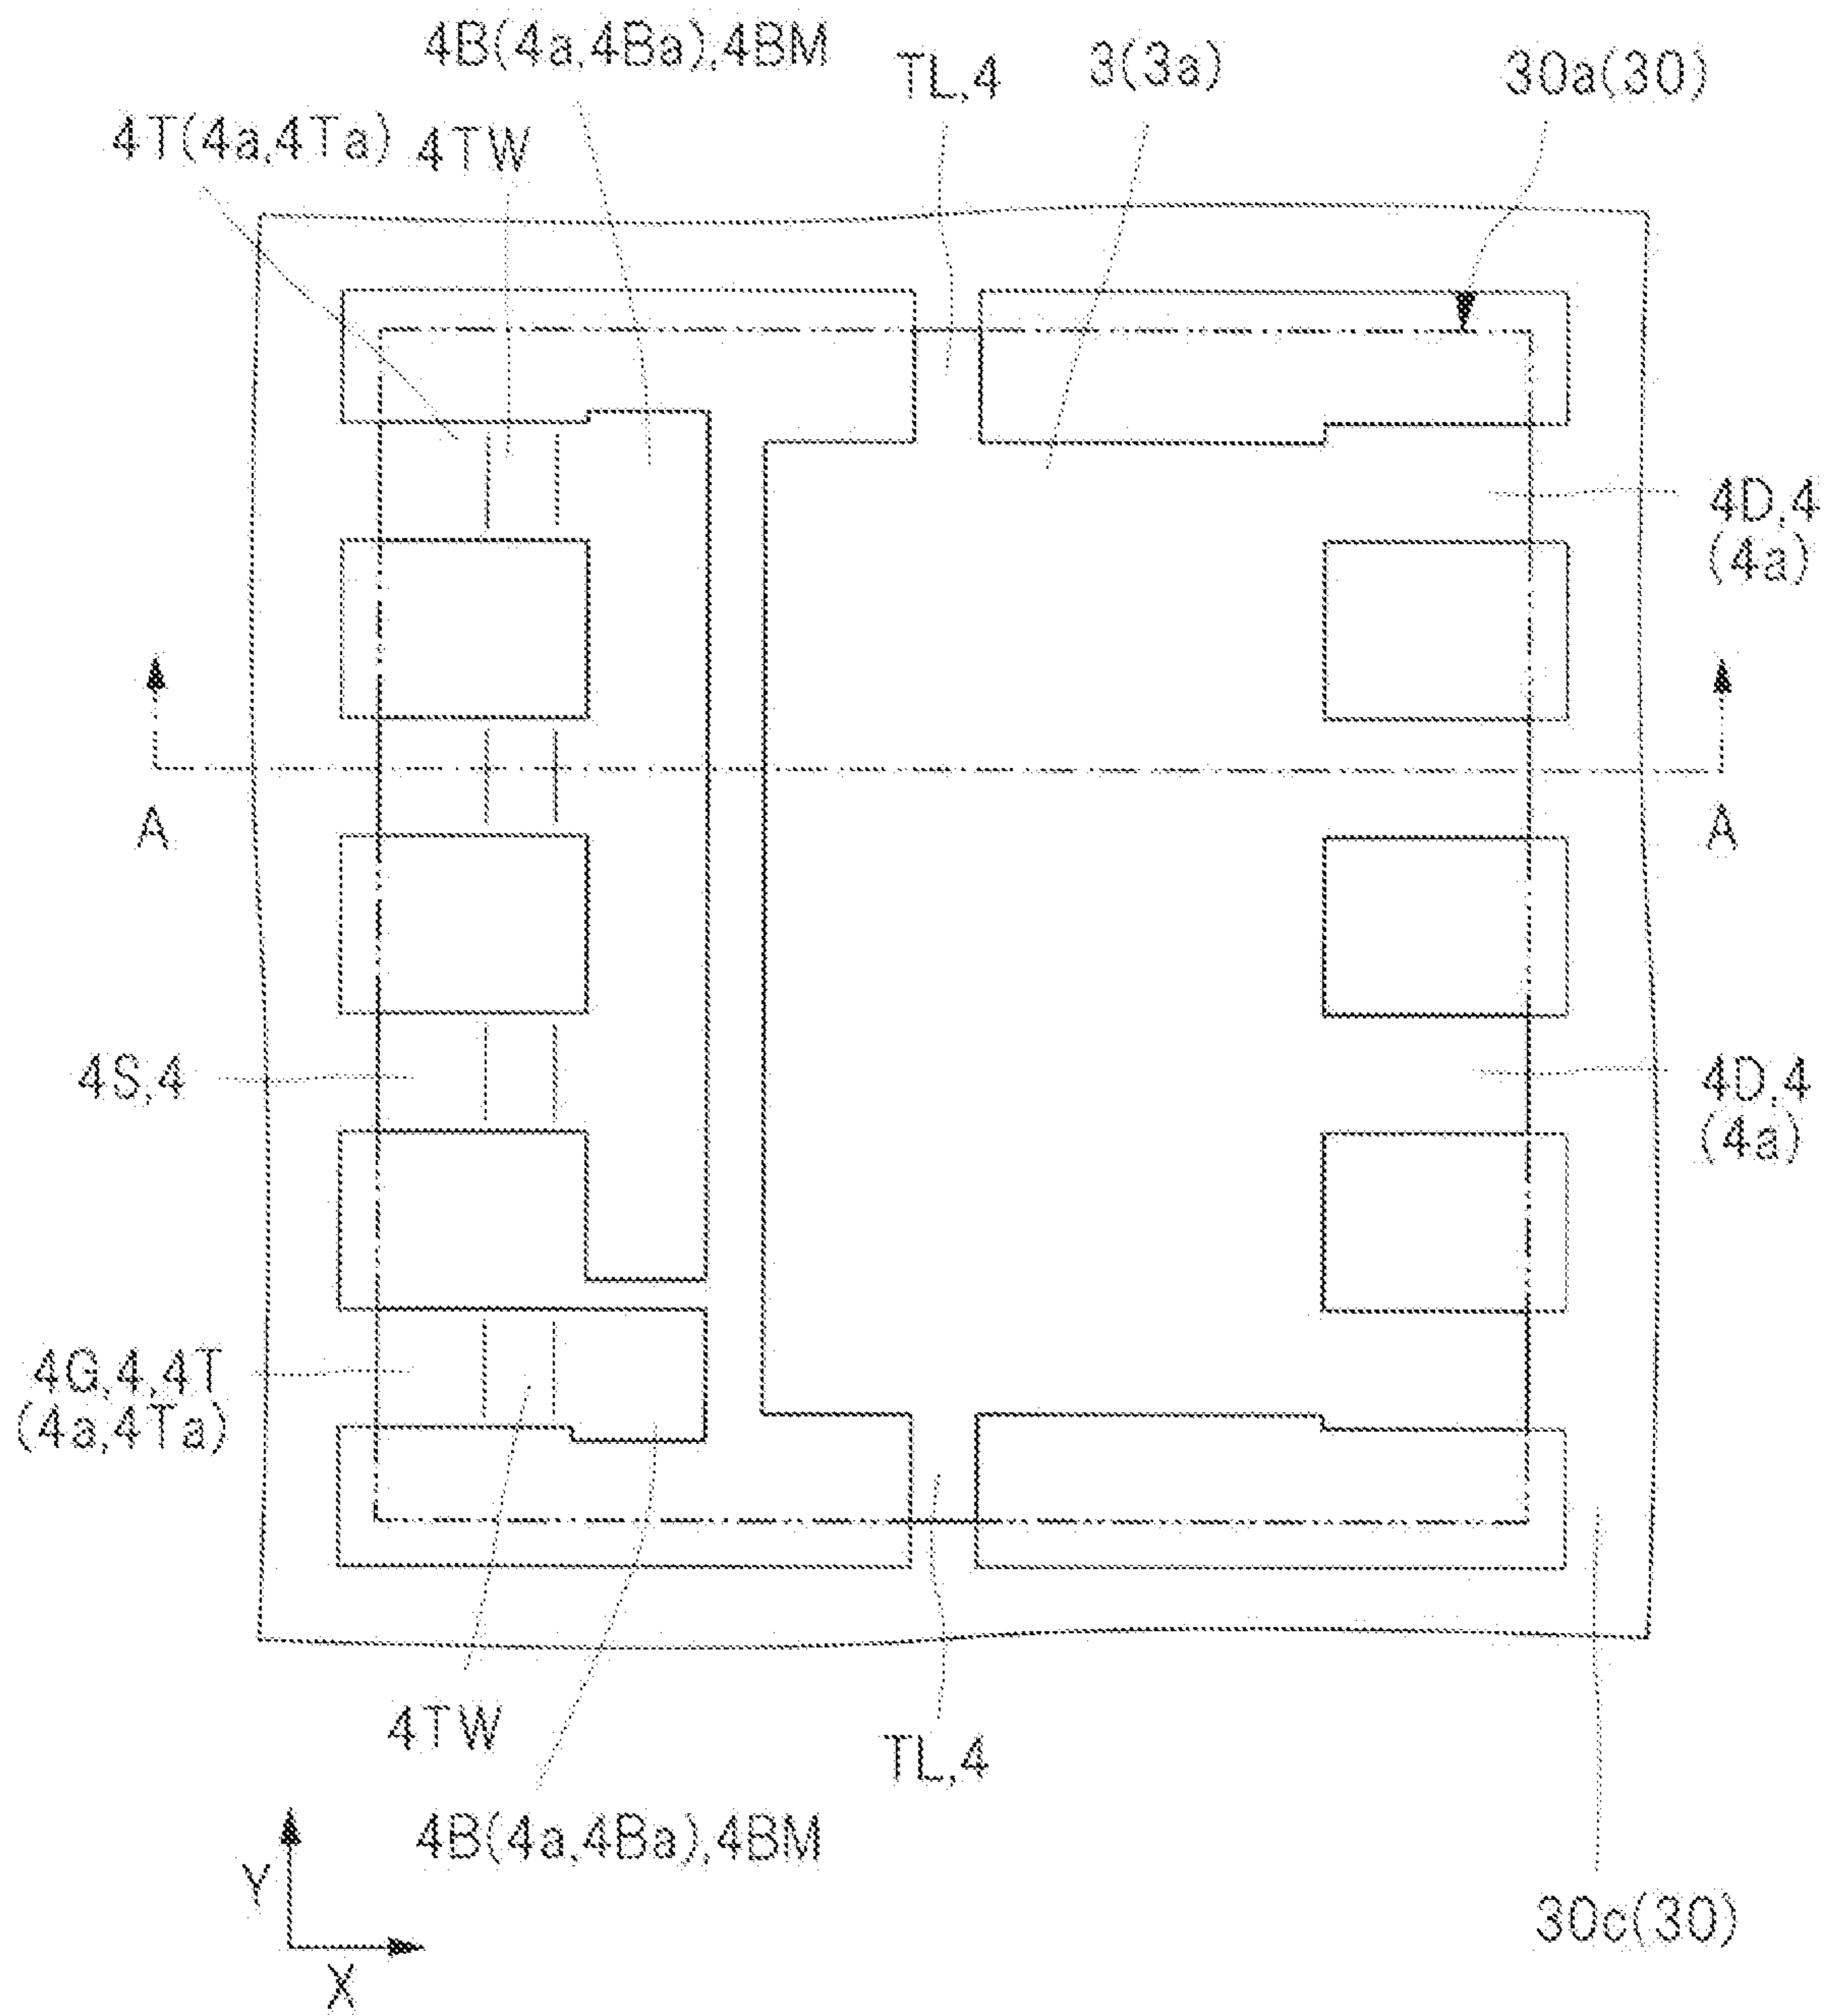 4B(4a,4Ba),4BM
TL,4
3(3a)
30a(30)
4T(4a,4Ta)
4TW
4D,4
(4a)
A
A
4S,4
4D,4
(4a)
4G,4,4T
(4a,4Ta)
4TW
TL,4
4B(4a,4Ba),4BM
Y
X
30c(30)